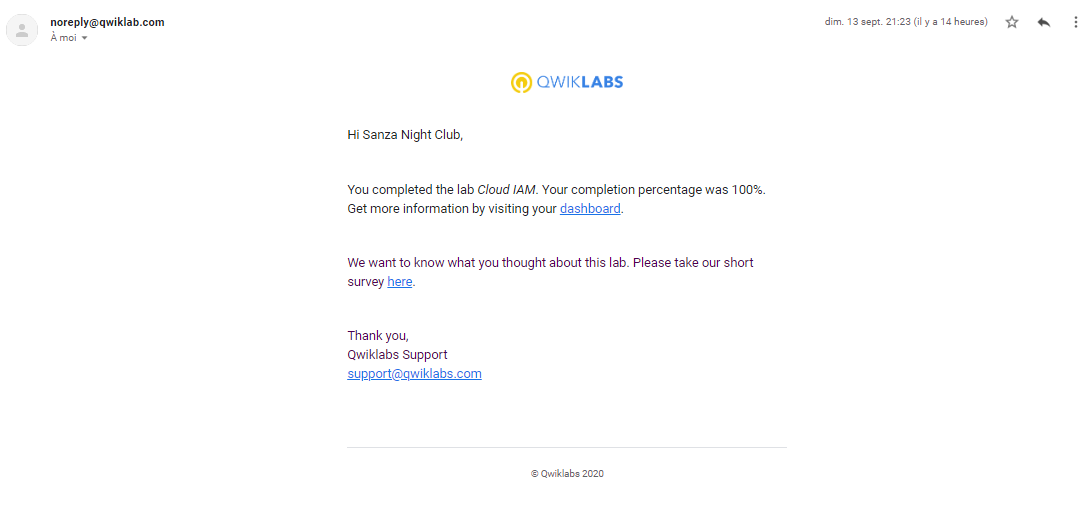 noreply@qwiklab.com
dim. 13 sept. 21:23 (il y a 14 heures)
À moi
QWIKLABS
Hi Sanza Night Club,
You completed the lab Cloud IAM. Your completion percentage was 100%.
Get more information by visiting your dashboard.
We want to know what you thought about this lab. Please take our short
survey here.
Thank you,
Qwiklabs Support
support@qwiklabs.com
© Qwiklabs 2020